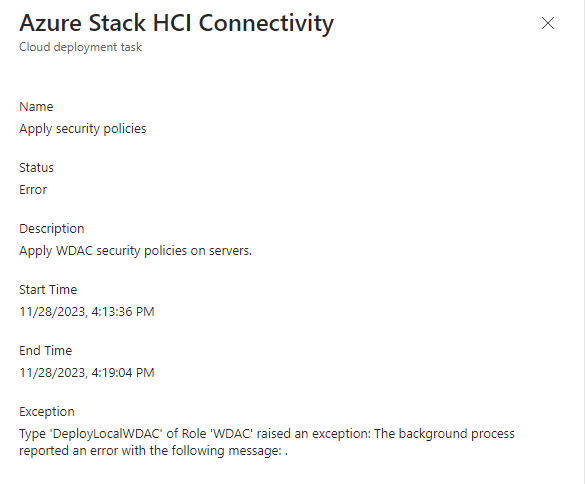 Azure Stack HCI Connectivity
Cloud deployment task
Name
Apply security policies
Status
Error
Description
Apply WDAC security policies on servers.
Start Time
11/28/2023, 4:13:36 PM
End Time
11/28/2023, 4:19:04 PM
Exception
Type 'DeployLocalWDAC' of Role 'WDAC' raised an exception: The background process
reported an error with the following message: .